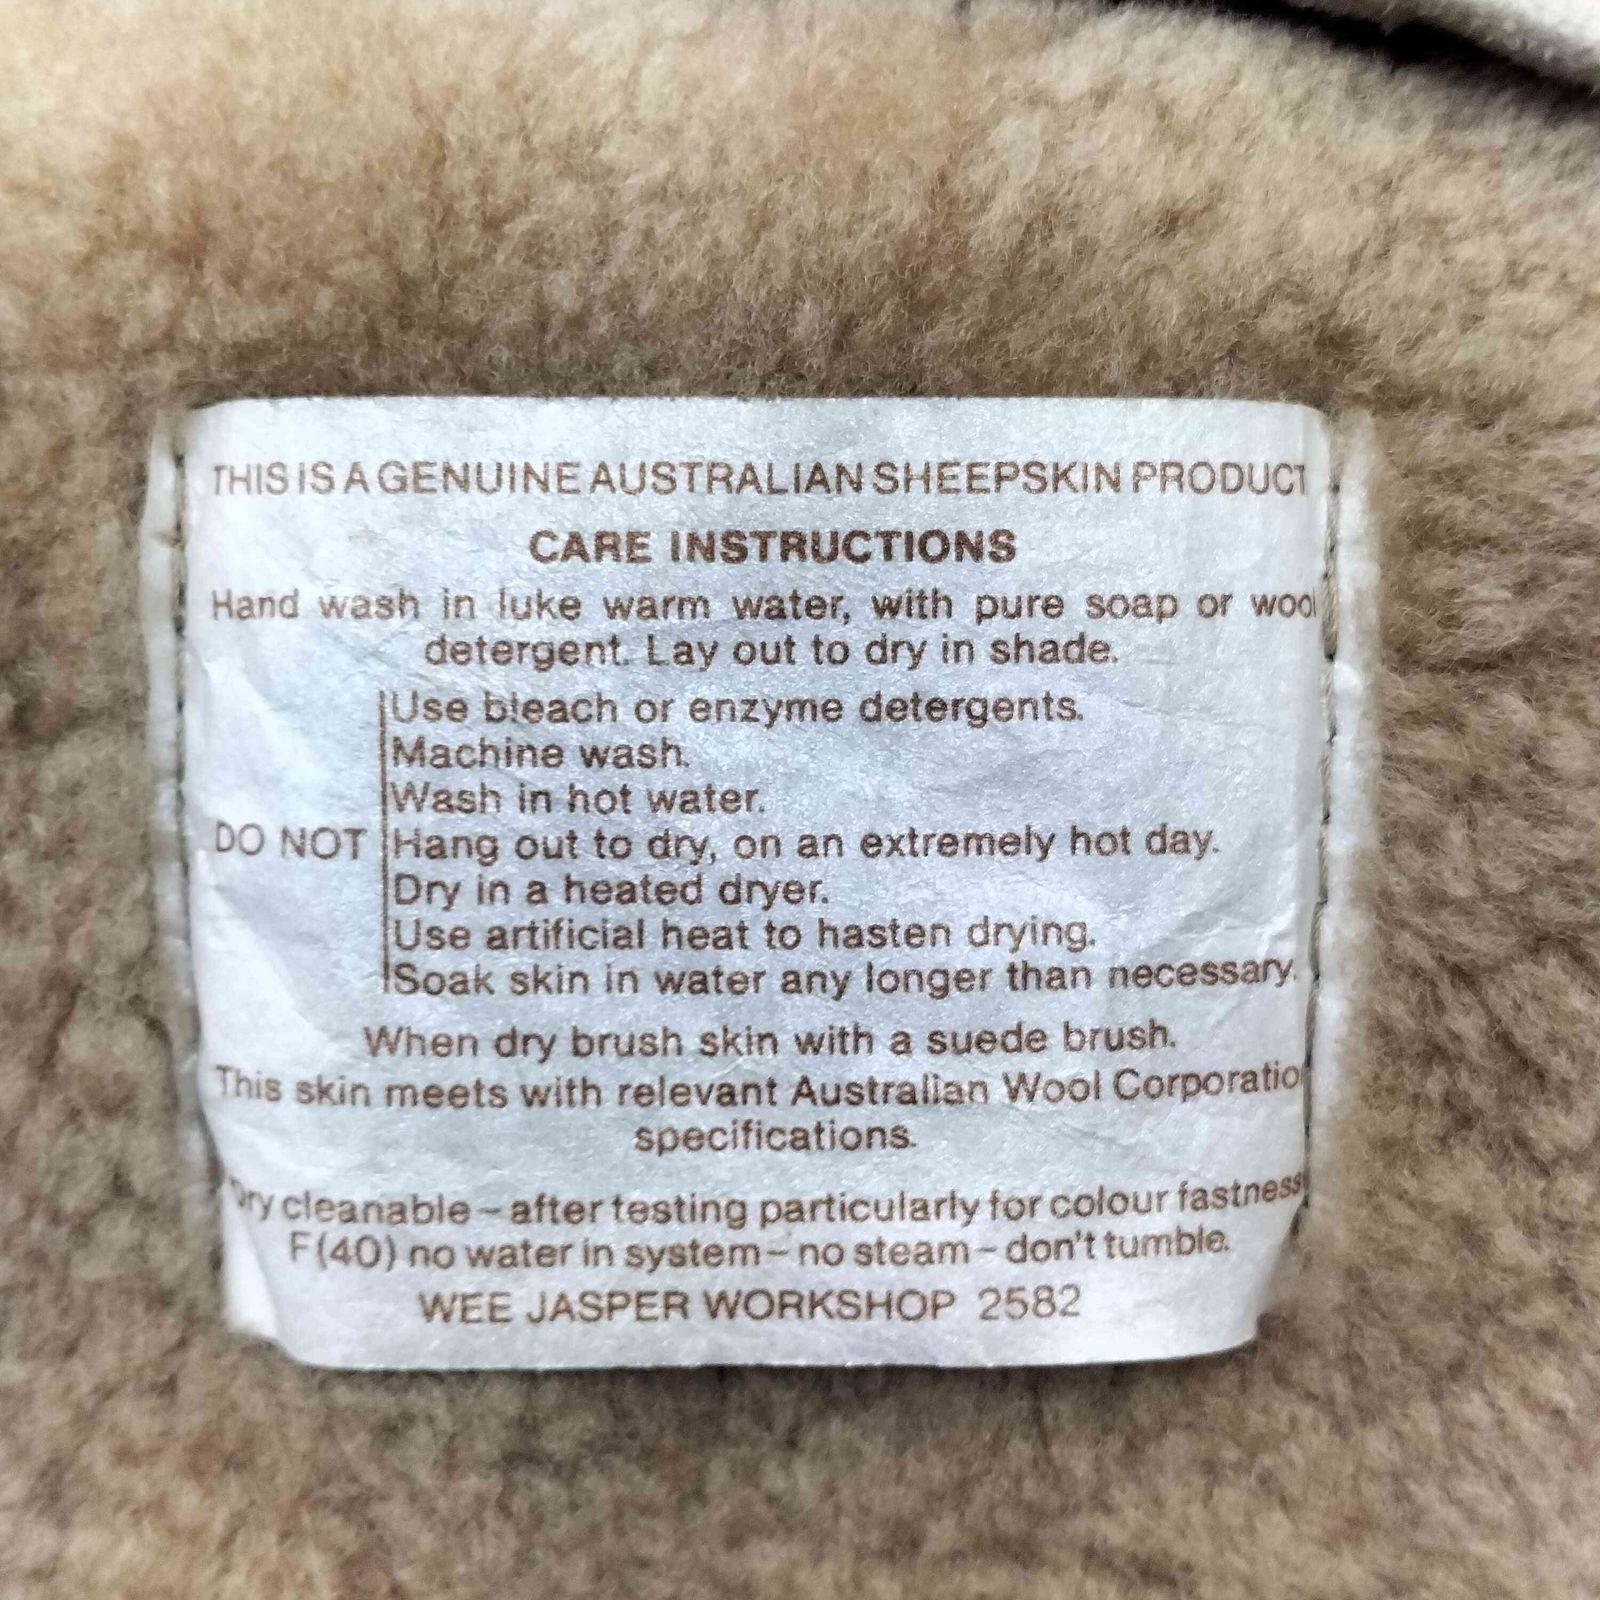 THIS IS A GENUINE AUSTRALIAN SHEEPSKIN PRODUCT
CARE INSTRUCTIONS
Hand wash in luke warm water, with pure soap or wool
detergent. Lay out to dry in shade.
Use bleach or enzyme detergents.
Machine wash.
Wash in hot water.
DO NOT Hang out to dry, on an extremely hot day.
Dry in a heated dryer.
Use artificial heat to hasten drying.
Soak skin in water any longer than necessary.
When dry brush skin with a suede brush.
This skin meets with relevant Australian Wool Corporatio
specifications.
Dry cleanable – after testing particularly for colour fastness
F(40) no water in system – no steam – don't tumble.
WEE JASPER WORKSHOP 2582